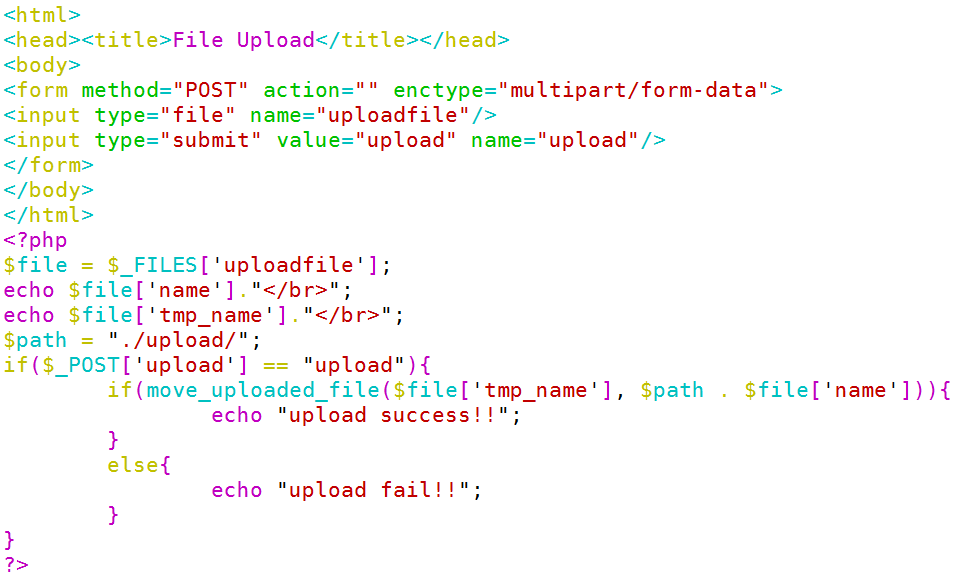 <html>
<head><title>File Upload</title></head>
<body>
<form method="POST" action="" enctype="multipart/form-data">
<input type="file" name="uploadfile"/>
<input type="submit" value="upload" name="upload"/>
</form>
</body>
</html>
<?php
$file = $_FILES['uploadfile'];
echo $file['name']."</br>";
echo $file['tmp_name']."</br>";
$path = "./upload/";
if($_POST['upload'] == "upload"){
        if(move_uploaded_file($file['tmp_name'], $path . $file['name'])){
                echo "upload success!!";
        }
        else{
                echo "upload fail!!";
        }
}
?>